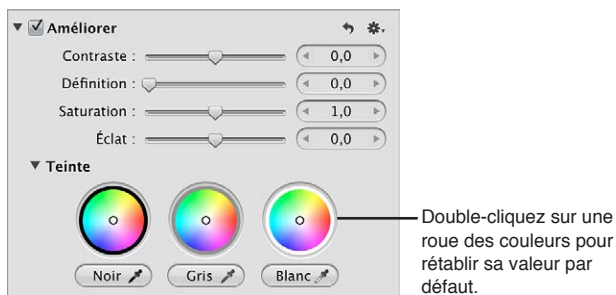 Améliorer
Contraste : 0,0
Définition : 0,0
Saturation : 1,0
Éclat : 0,0
Teinte
Noir Gris Blanc
Double-cliquez sur une
roue des couleurs pour
rétablir sa valeur par
défaut.